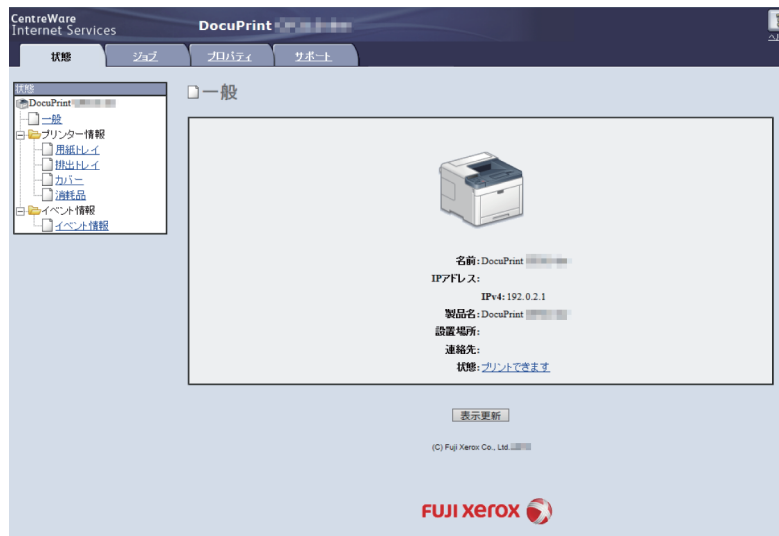 CentreWare
Internet Services
DocuPrint
状態
ジョブ
プロパティ
サポート
状態
DocuPrint
一般
プリンター情報
用紙トレイ
排出トレイ
カバー
消耗品
イベント情報
イベント情報
一般
名前: DocuPrint
IPアドレス:
IPv4: 192.0.2.1
製品名: DocuPrint
設置場所:
連絡先:
状態: プリントできます
表示更新
(C) Fuji Xerox Co., Ltd.
FUJI XEROX